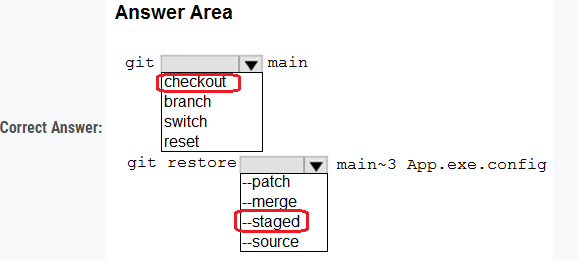 Answer Area
git main
checkout
branch
switch
reset
Correct Answer:
git restore main~3 App.exe.config
--patch
--merge
--staged
--source